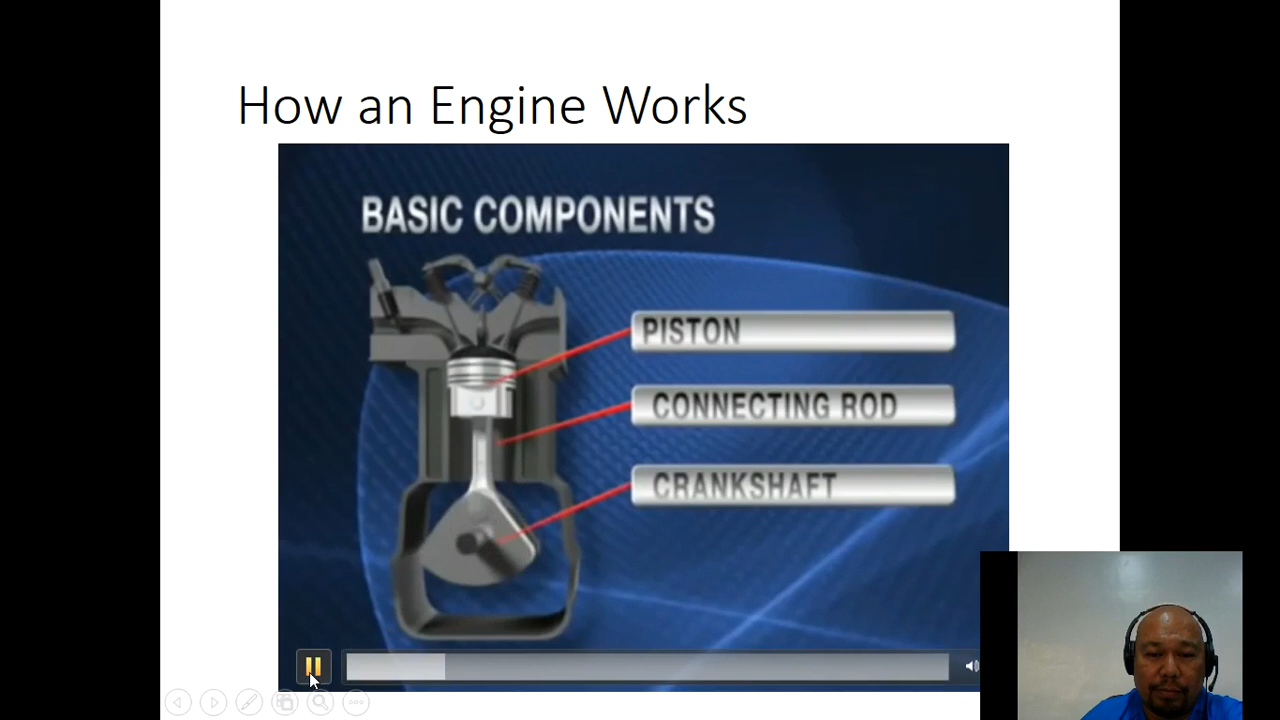 How an Engine Works
BASIC COMPONENTS
PISTON
CONNECTING ROD
CRANKSHAFT